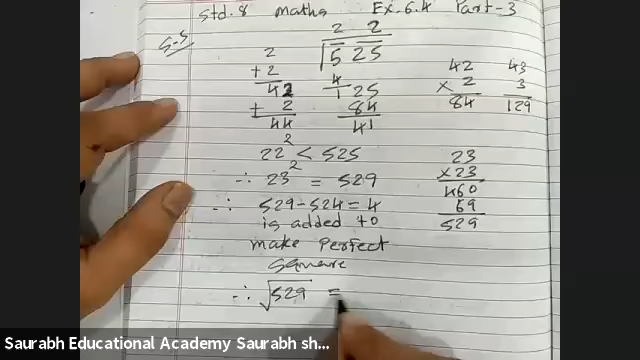 Std. 8 Maths Ex. 6.4 Part-3
5-5
2 2
2 √5 25
+ 2 4
42 1 25
+ 2 84
44 41
42
× 2
84
43
3
129
22² < 525
∴ 23² = 529
∴ 529 - 524 = 4
is added to
make Perfect
square
∴ √529 =
23
×23
460
69
529
Saurabh Educational Academy Saurabh sh...